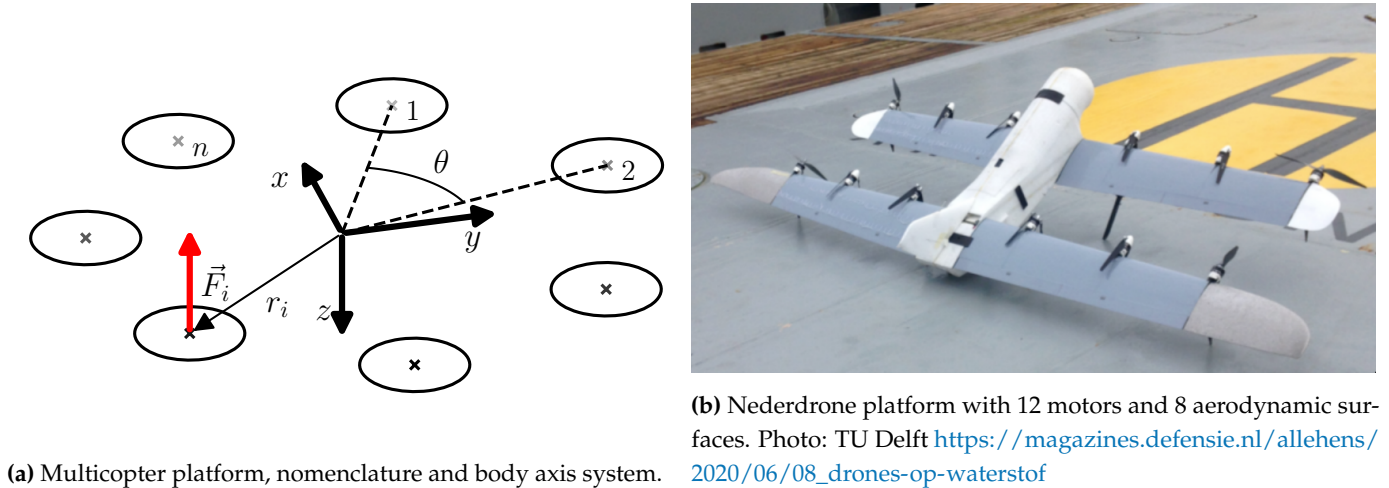 1
n
θ
2
x
y
F⃗ᵢ
rᵢ
z
(a) Multicopter platform, nomenclature and body axis system.
(b) Nederdrone platform with 12 motors and 8 aerodynamic sur-
faces. Photo: TU Delft https://magazines.defensie.nl/allehens/
2020/06/08_drones-op-waterstof